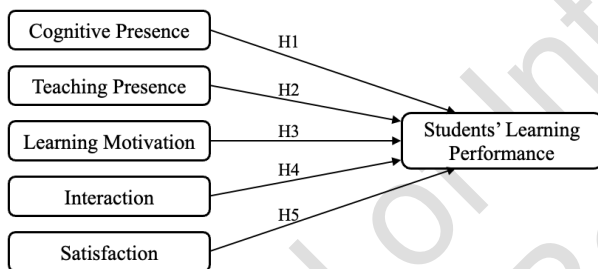 Cognitive Presence
H1
Teaching Presence
H2
Learning Motivation
H3
Students' Learning
Performance
Interaction
H4
Satisfaction
H5